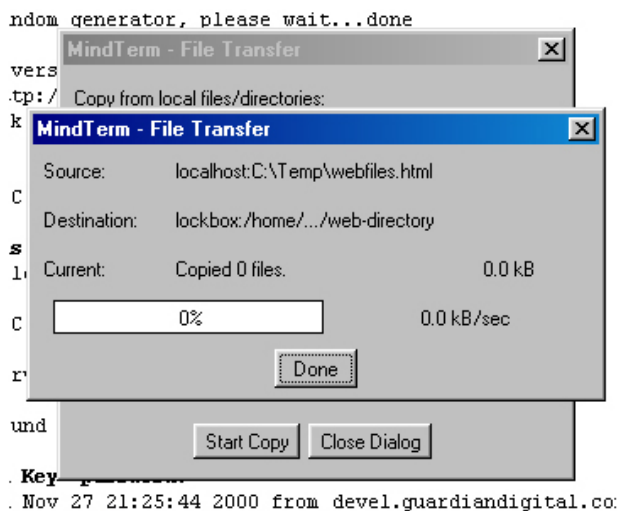 ndom generator, please wait...done
MindTerm - File Transfer
vers
tp:/
Copy from local files/directories:
k
MindTerm - File Transfer
Source: localhost:C:\Temp\webfiles.html
C
Destination: lockbox:/home/.../web-directory
s
Current: Copied 0 files. 0.0 kB
0% 0.0 kB/sec
C
Done
r
und
Start Copy Close Dialog
. Key
. Nov 27 21:25:44 2000 from devel.guardiandigital.co